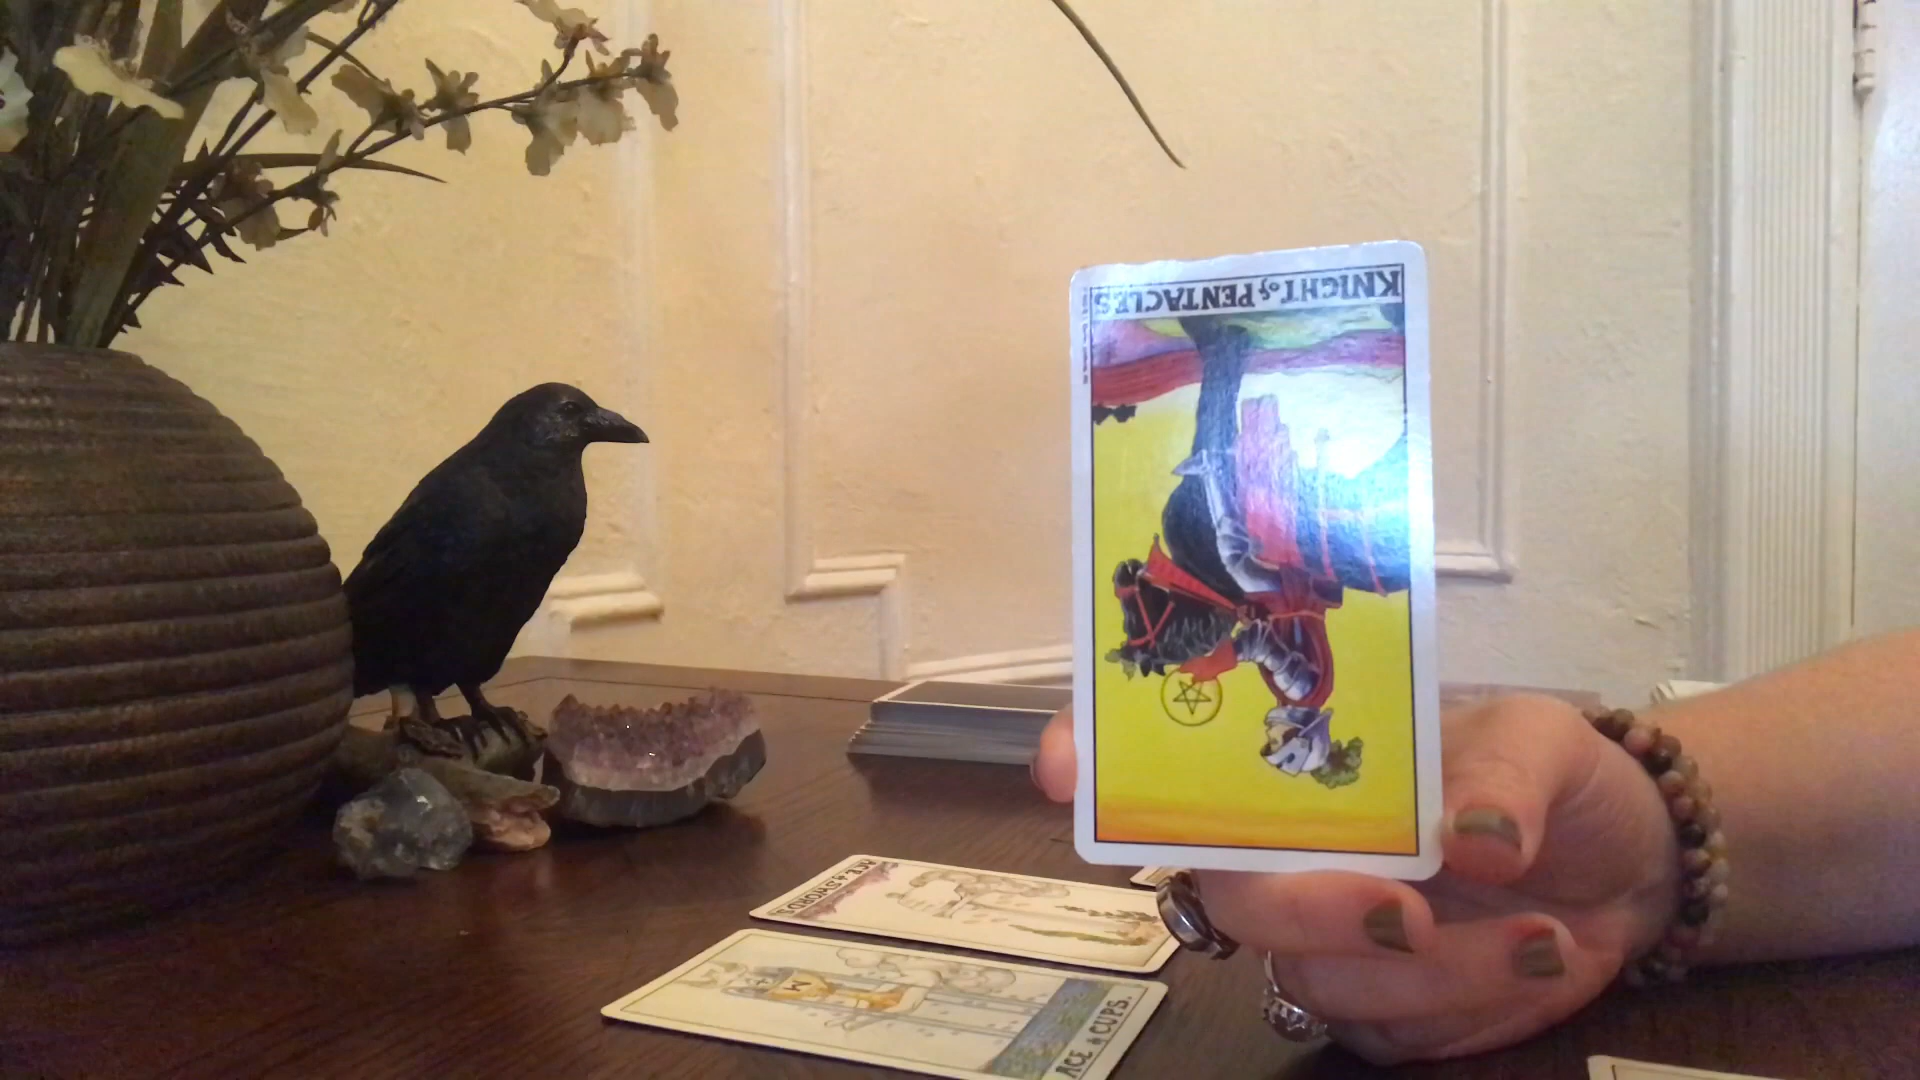 KNIGHT of PENTACLES
ACE of SWORDS.
ACE of CUPS.
M